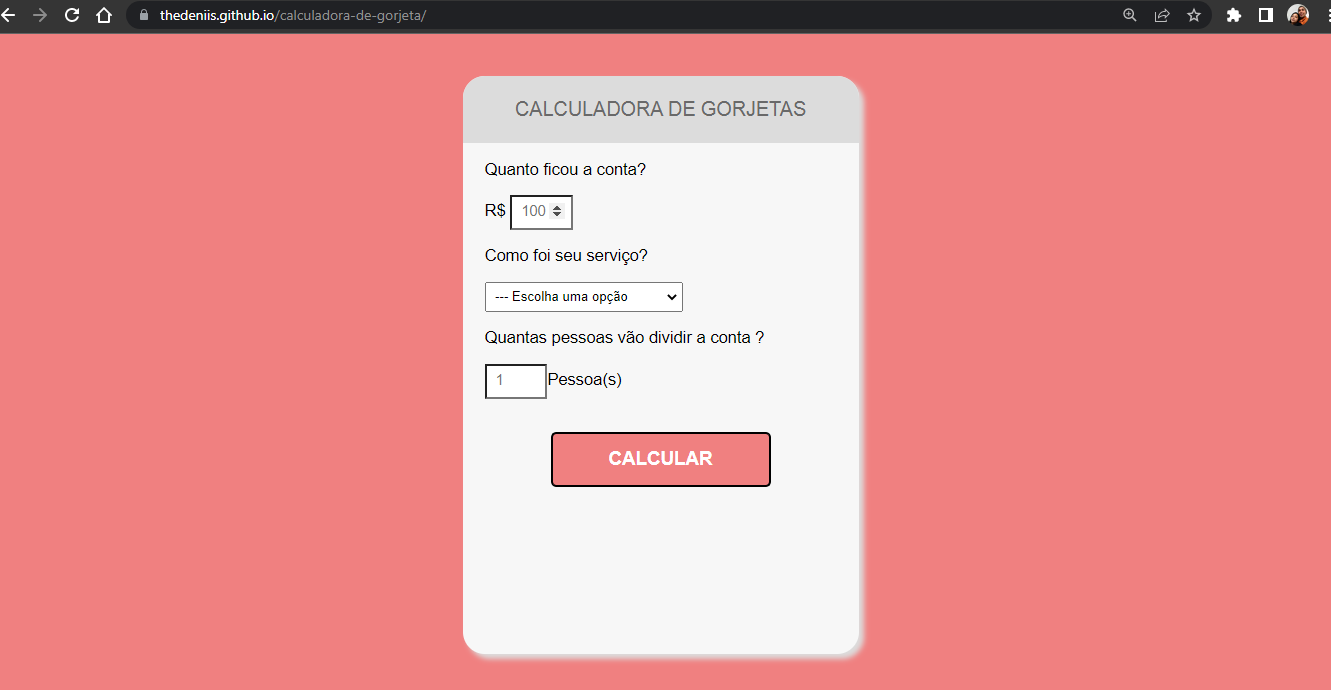 thedeniis.github.io/calculadora-de-gorjeta/
CALCULADORA DE GORJETAS
Quanto ficou a conta?
R$ 100
Como foi seu serviço?
--- Escolha uma opção
Quantas pessoas vão dividir a conta ?
1 Pessoa(s)
CALCULAR